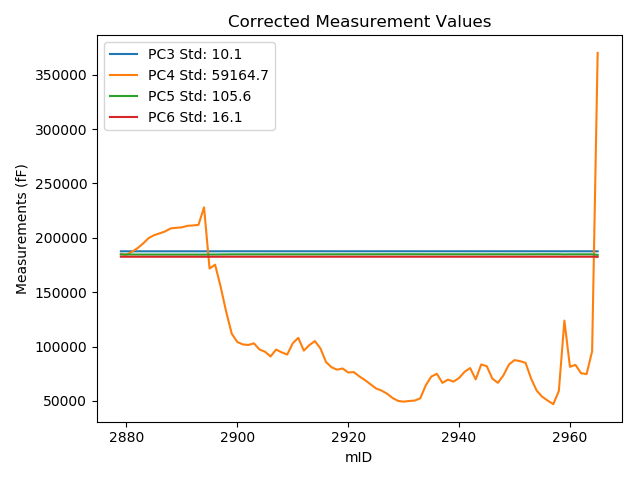 Corrected Measurement Values
PC3 Std: 10.1
PC4 Std: 59164.7
PC5 Std: 105.6
PC6 Std: 16.1
Measurements (fF)
350000
300000
250000
200000
150000
100000
50000
2880 2900 2920 2940 2960
mID